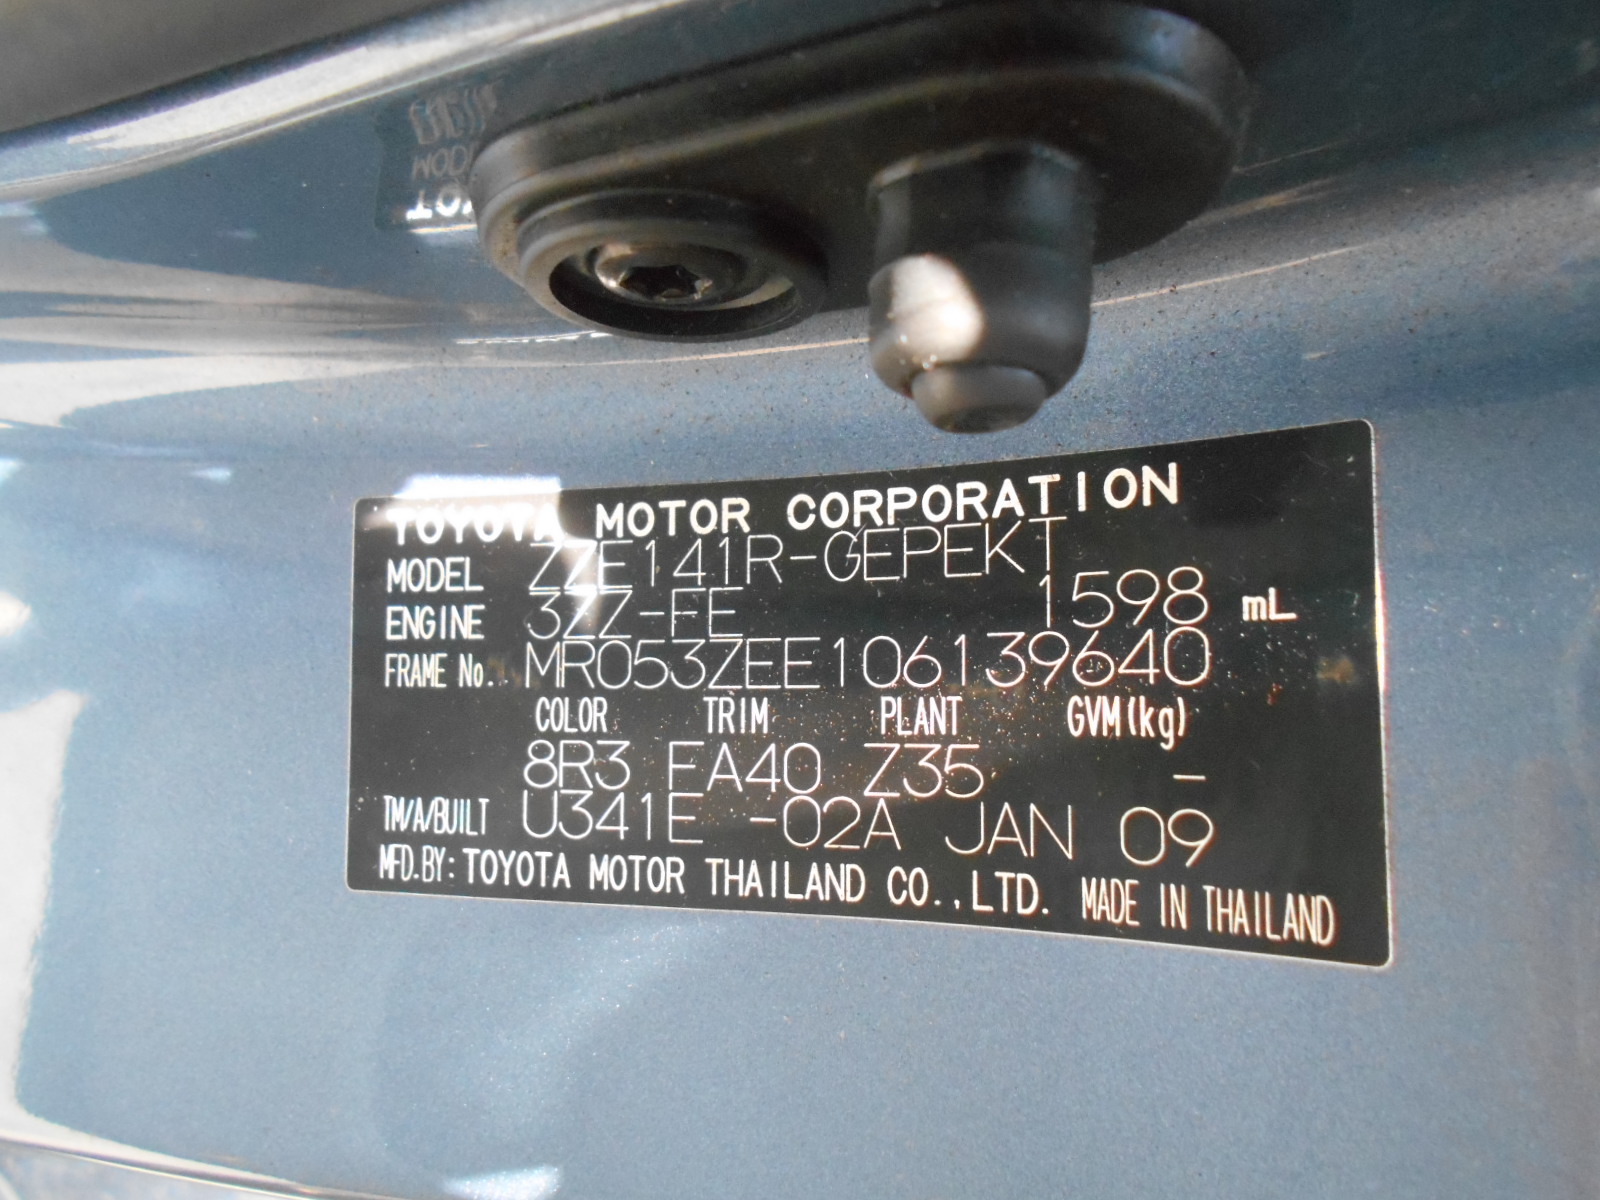 TOYOTA MOTOR CORPORATION
MODEL ZZE141R-GEPEKT
ENGINE 3ZZ-FE 1598 mL
FRAME No. MR053ZEE106139640
COLOR TRIM PLANT GVM(kg)
8R3 FA40 Z35 -
TM/A/BUILT U341E -02A JAN 09
MFD.BY: TOYOTA MOTOR THAILAND CO.,LTD. MADE IN THAILAND